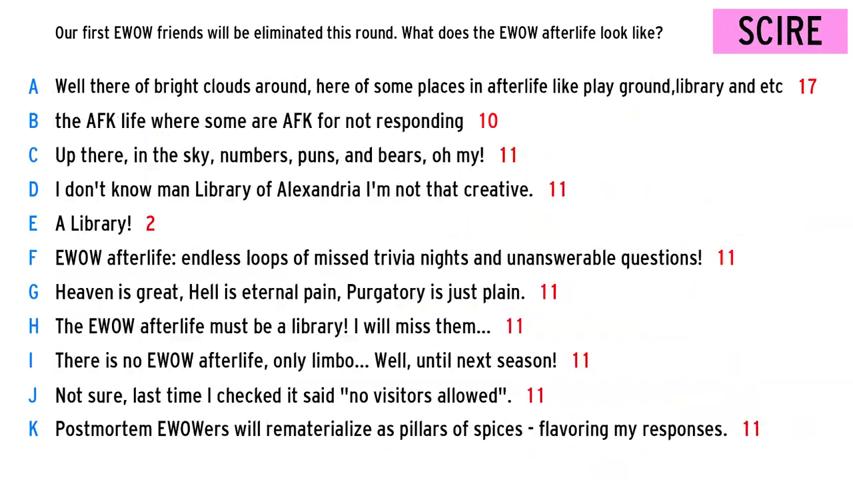 Our first EWOW friends will be eliminated this round. What does the EWOW afterlife look like?
SCIRE
A Well there of bright clouds around, here of some places in afterlife like play ground,library and etc 17
B the AFK life where some are AFK for not responding 10
C Up there, in the sky, numbers, puns, and bears, oh my! 11
D I don't know man Library of Alexandria I'm not that creative. 11
E A Library! 2
F EWOW afterlife: endless loops of missed trivia nights and unanswerable questions! 11
G Heaven is great, Hell is eternal pain, Purgatory is just plain. 11
H The EWOW afterlife must be a library! I will miss them... 11
I There is no EWOW afterlife, only limbo... Well, until next season! 11
J Not sure, last time I checked it said "no visitors allowed". 11
K Postmortem EWOWers will rematerialize as pillars of spices - flavoring my responses. 11